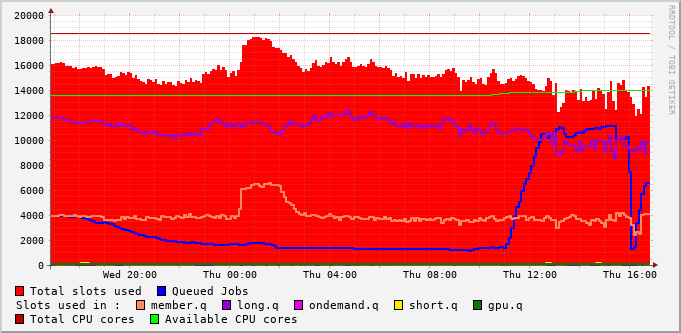 RRDTOOL / TOBI OETIKER
20000
18000
16000
14000
12000
10000
8000
6000
4000
2000
0
Wed 20:00 Thu 00:00 Thu 04:00 Thu 08:00 Thu 12:00 Thu 16:00
Total slots used Queued Jobs
Slots used in : member.q long.q ondemand.q short.q gpu.q
Total CPU cores Available CPU cores